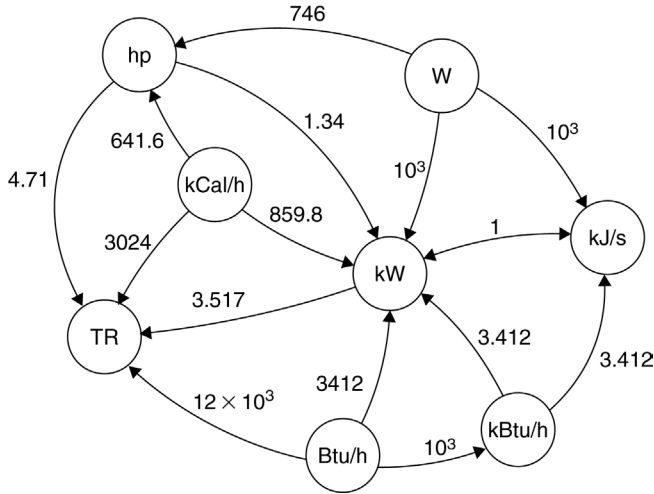 746
hp
W
1.34
10³
641.6
10³
4.71
kCal/h
859.8
3024
1
kJ/s
kW
3.517
TR
3.412
3.412
3412
12 × 10³
kBtu/h
10³
Btu/h